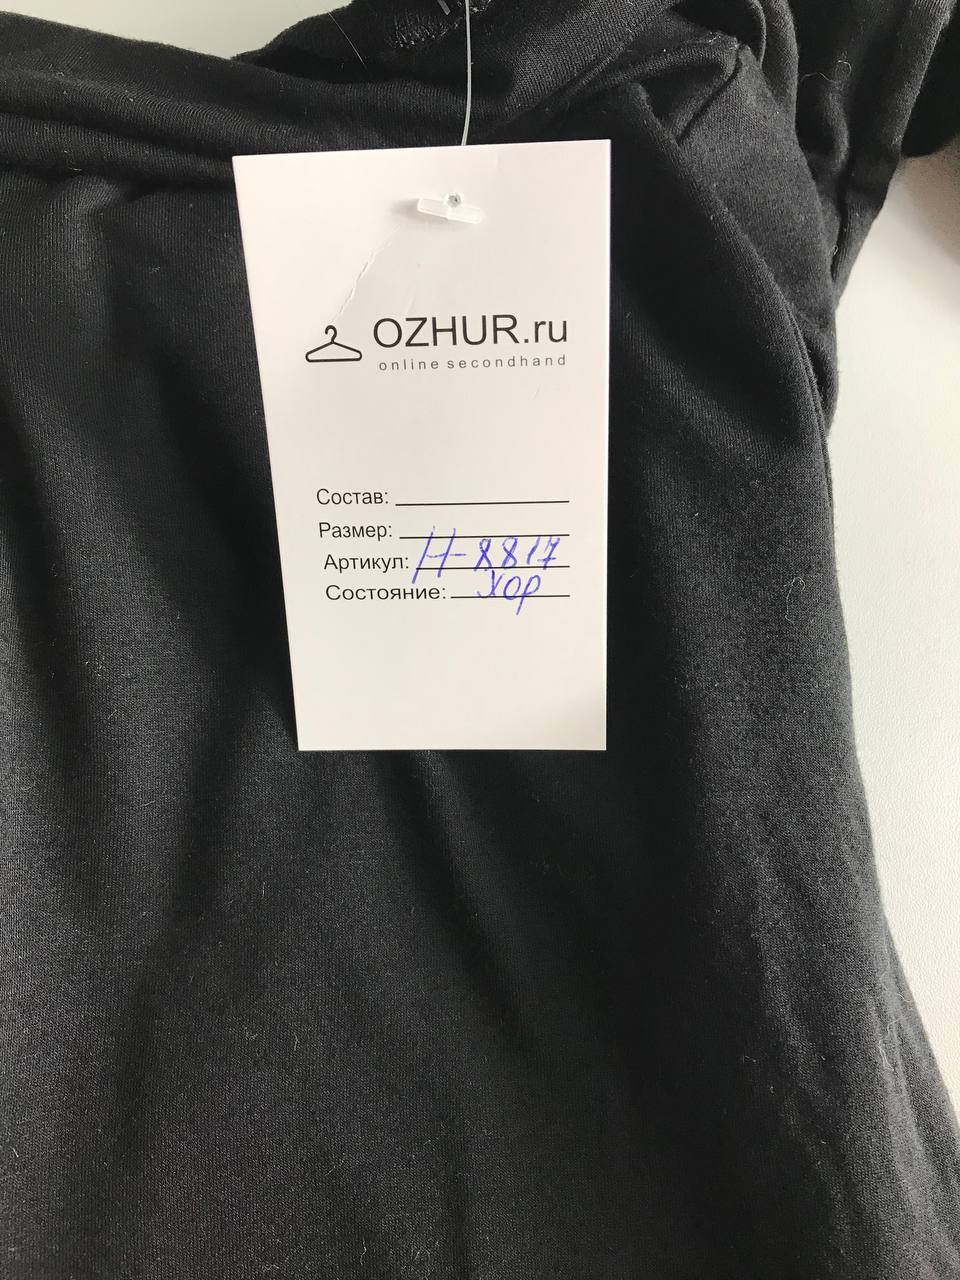 OZHUR.ru
online secondhand
Состав:
Размер:
Артикул: Н-8817
Состояние: хор